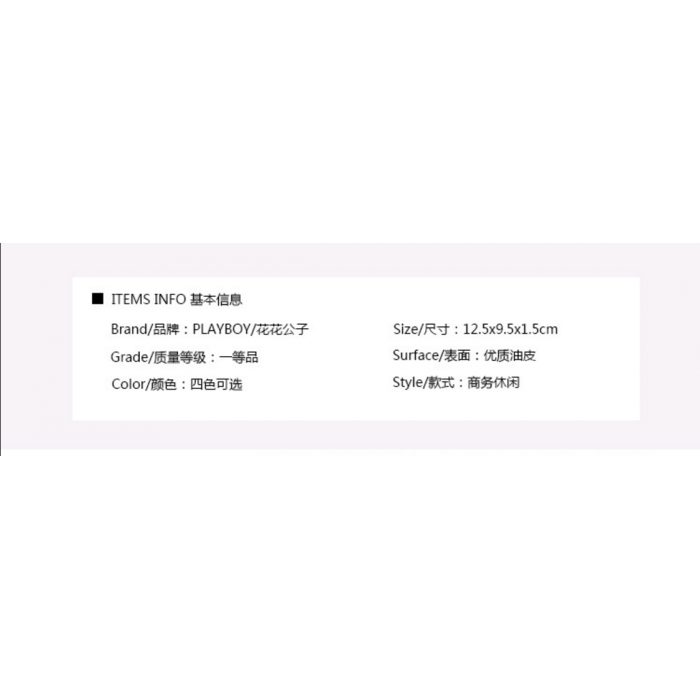 ■ ITEMS INFO 基本信息
Brand/品牌：PLAYBOY/花花公子
Size/尺寸：12.5x9.5x1.5cm
Grade/质量等级：一等品
Surface/表面：优质油皮
Color/颜色：四色可选
Style/款式：商务休闲